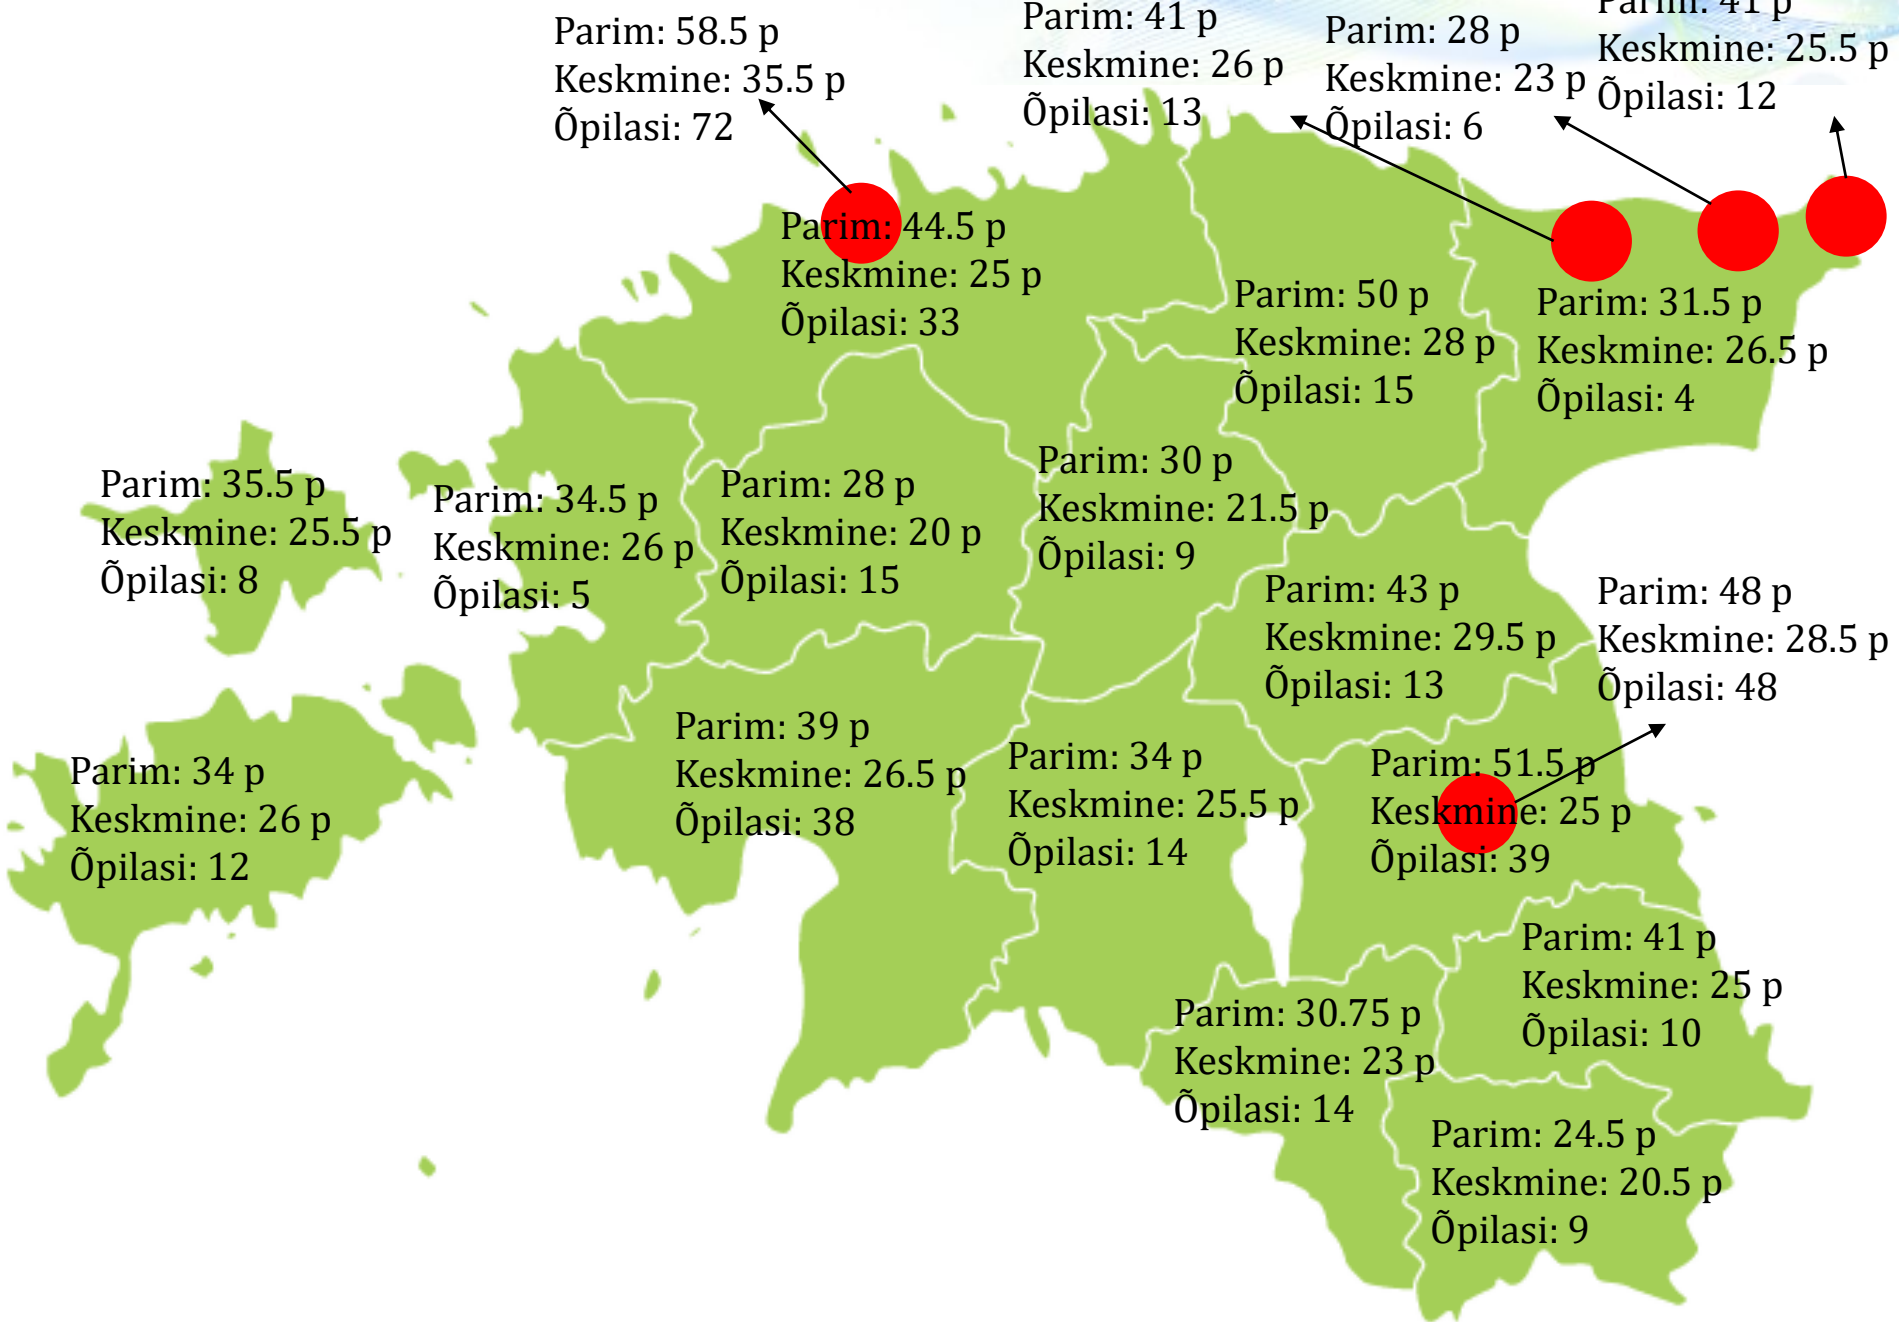 Parim: 58.5 p
Keskmine: 35.5 p
Õpilasi: 72
Parim: 41 p
Keskmine: 26 p
Õpilasi: 13
Parim: 28 p
Keskmine: 23 p
Õpilasi: 6
Parim: 41 p
Keskmine: 25.5 p
Õpilasi: 12
Parim: 44.5 p
Keskmine: 25 p
Õpilasi: 33
Parim: 50 p
Keskmine: 28 p
Õpilasi: 15
Parim: 31.5 p
Keskmine: 26.5 p
Õpilasi: 4
Parim: 35.5 p
Keskmine: 25.5 p
Õpilasi: 8
Parim: 34.5 p
Keskmine: 26 p
Õpilasi: 5
Parim: 28 p
Keskmine: 20 p
Õpilasi: 15
Parim: 30 p
Keskmine: 21.5 p
Õpilasi: 9
Parim: 43 p
Keskmine: 29.5 p
Õpilasi: 13
Parim: 48 p
Keskmine: 28.5 p
Õpilasi: 48
Parim: 34 p
Keskmine: 26 p
Õpilasi: 12
Parim: 39 p
Keskmine: 26.5 p
Õpilasi: 38
Parim: 34 p
Keskmine: 25.5 p
Õpilasi: 14
Parim: 51.5 p
Keskmine: 25 p
Õpilasi: 39
Parim: 41 p
Keskmine: 25 p
Õpilasi: 10
Parim: 30.75 p
Keskmine: 23 p
Õpilasi: 14
Parim: 24.5 p
Keskmine: 20.5 p
Õpilasi: 9